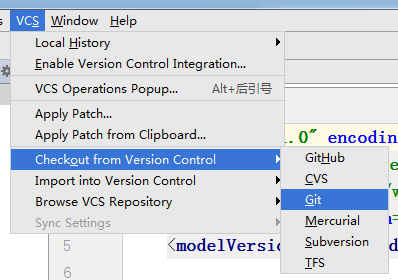 VCS Window Help
Local History
Enable Version Control Integration...
VCS Operations Popup... Alt+后引号
Apply Patch...
Apply Patch from Clipboard...
Checkout from Version Control
Import into Version Control
Browse VCS Repository
Sync Settings
GitHub
CVS
Git
Mercurial
Subversion
TFS
.0" encodin
5 <modelVersion
6